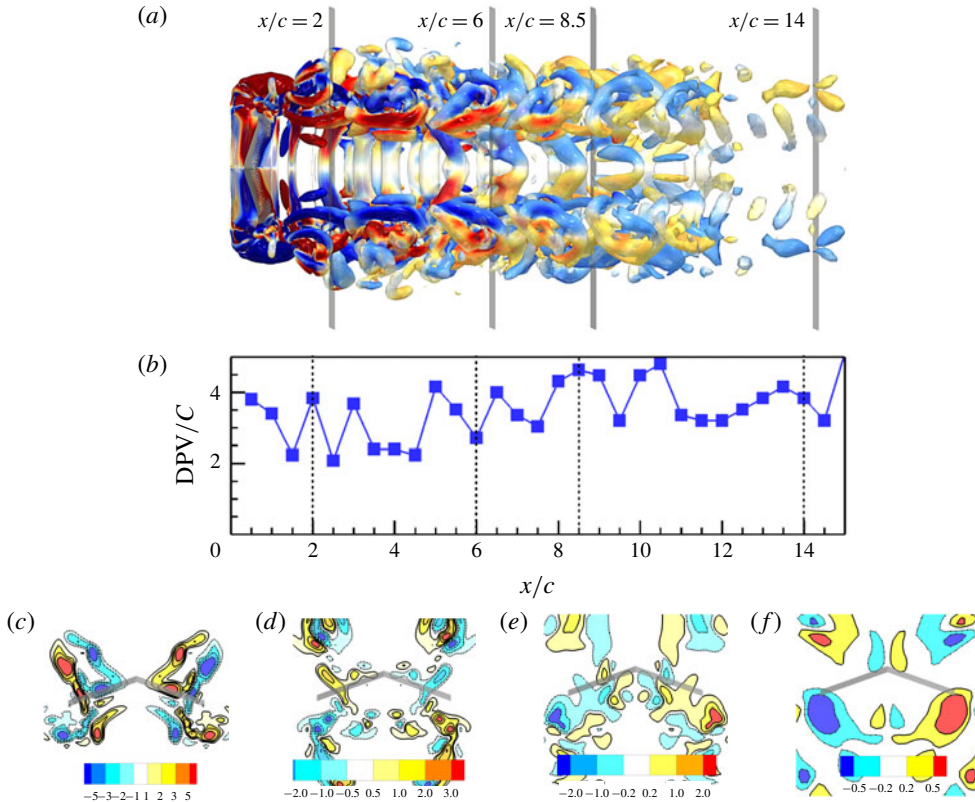 (a)
x/c = 2
x/c = 6
x/c = 8.5
x/c = 14
(b)
DPV/C
4
2
0
2
4
6
8
10
12
14
x/c
(c)
(d)
(e)
(f)
−5−3−2−1 1 2 3 5
−2.0 −1.0 −0.5 0.5 1.0 2.0 3.0
−2.0 −1.0 −0.2 0.2 1.0 2.0
−0.5 −0.2 0.2 0.5